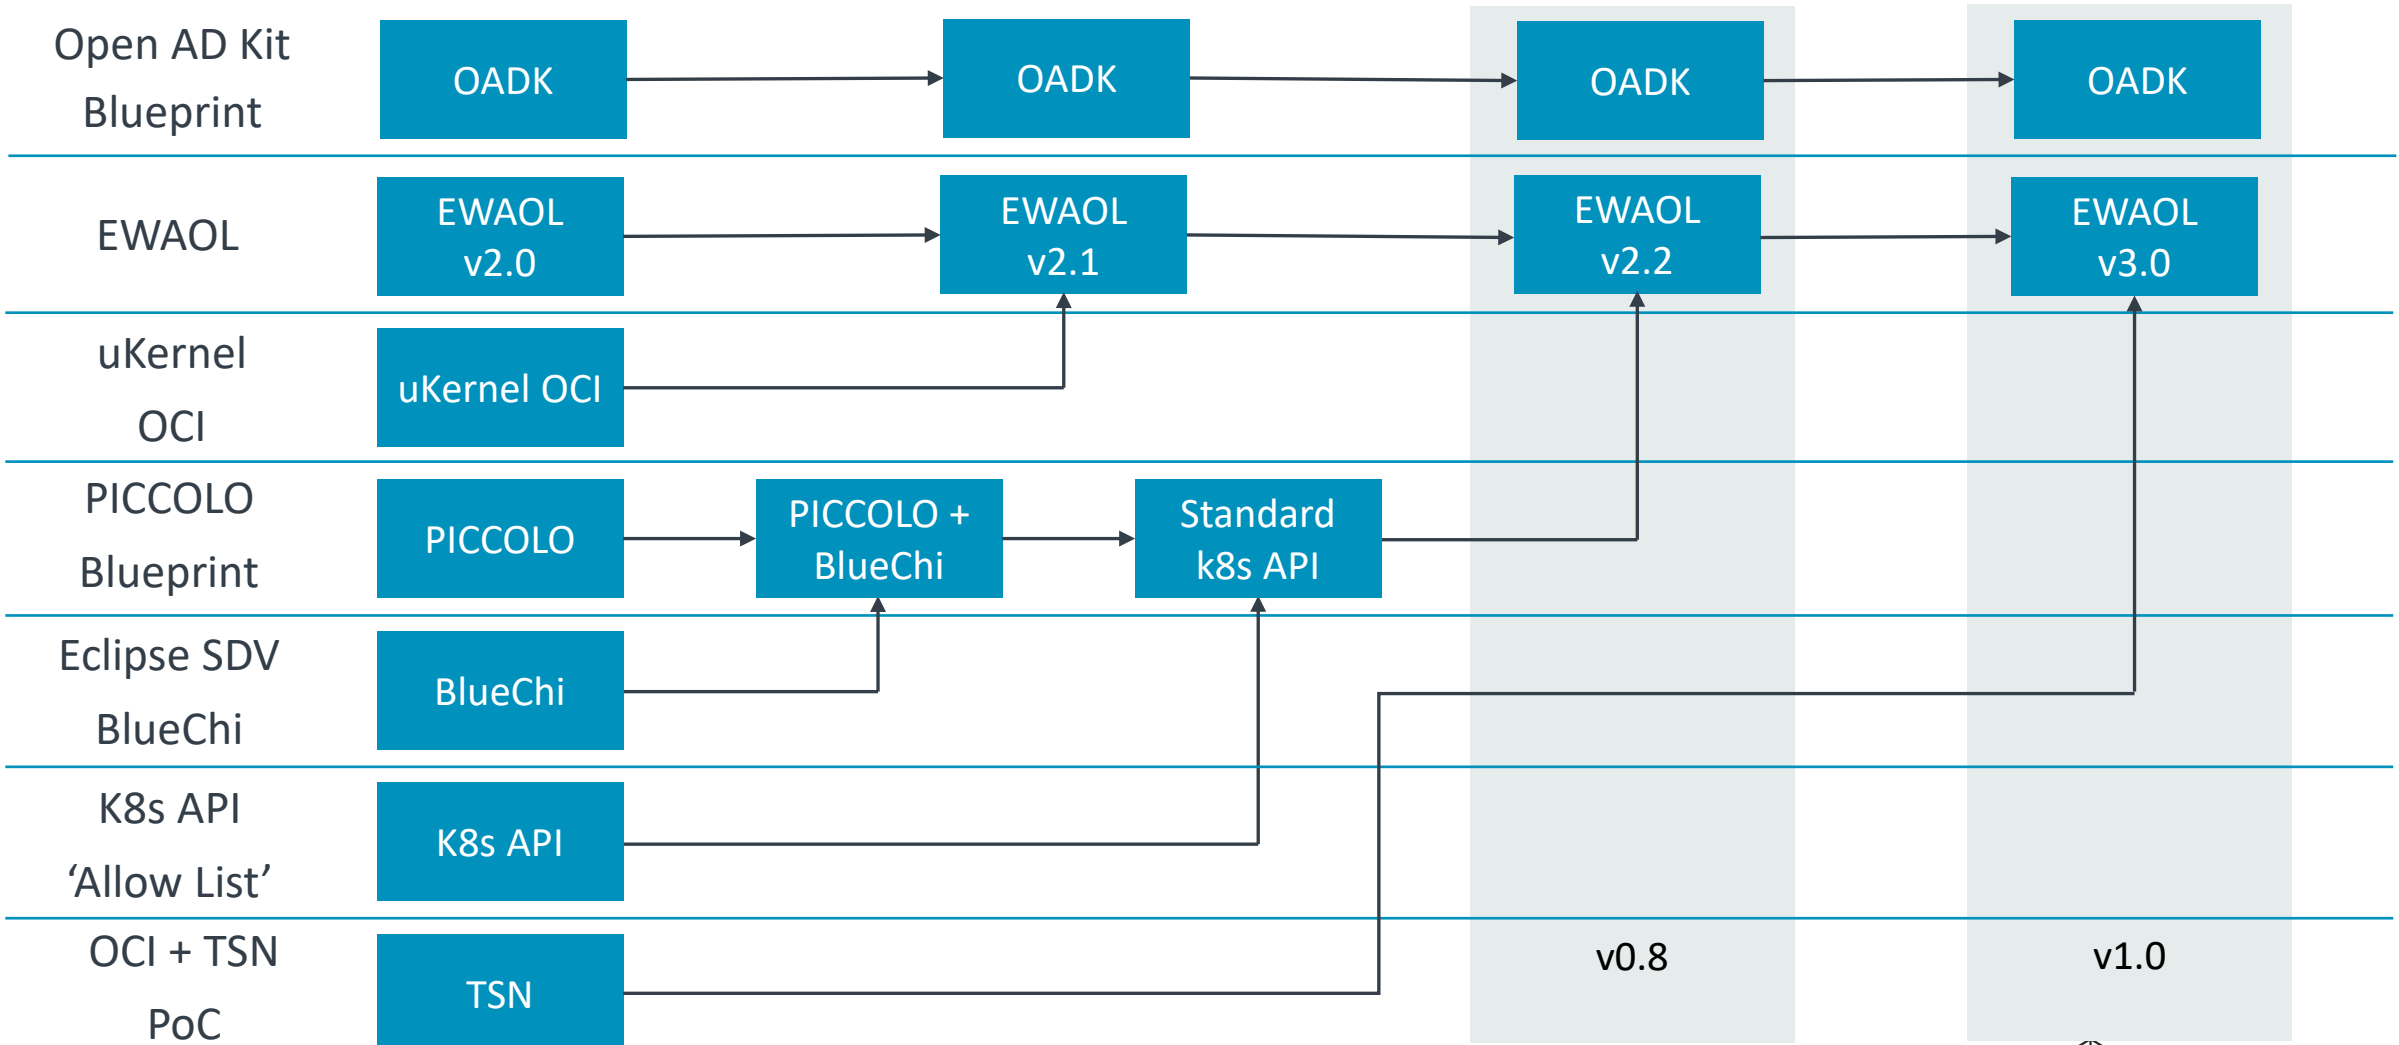 Open AD Kit
Blueprint
OADK
OADK
OADK
OADK
EWAOL
EWAOL
v2.0
EWAOL
v2.1
EWAOL
v2.2
EWAOL
v3.0
uKernel
OCI
uKernel OCI
PICCOLO
Blueprint
PICCOLO
PICCOLO +
BlueChi
Standard
k8s API
Eclipse SDV
BlueChi
BlueChi
K8s API
‘Allow List’
K8s API
OCI + TSN
PoC
TSN
v0.8
v1.0